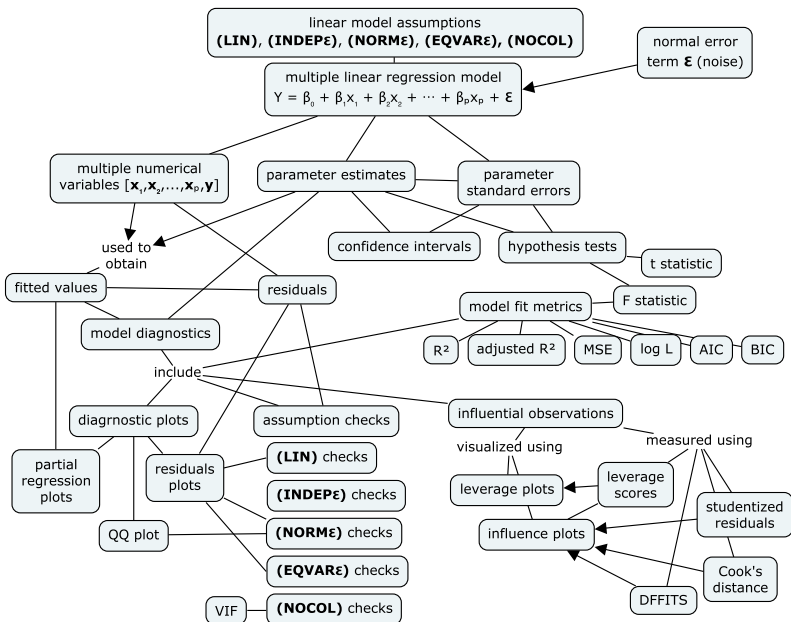 linear model assumptions
(LIN), (INDEPε), (NORMε), (EQVARε), (NOCOL)
normal error
term ε (noise)
multiple linear regression model
Y = β₀ + β₁x₁ + β₂x₂ + ⋯ + βₚxₚ + ε
multiple numerical
variables [x₁,x₂,...,xₚ,y]
parameter estimates
parameter
standard errors
used to
obtain
confidence intervals
hypothesis tests
t statistic
fitted values
residuals
F statistic
model fit metrics
model diagnostics
R²
adjusted R²
MSE
log L
AIC
BIC
include
diagrnostic plots
assumption checks
influential observations
visualized using
measured using
partial
regression
plots
residuals
plots
(LIN) checks
leverage plots
leverage
scores
(INDEPε) checks
studentized
residuals
QQ plot
(NORMε) checks
influence plots
(EQVARε) checks
Cook's
distance
DFFITS
VIF
(NOCOL) checks